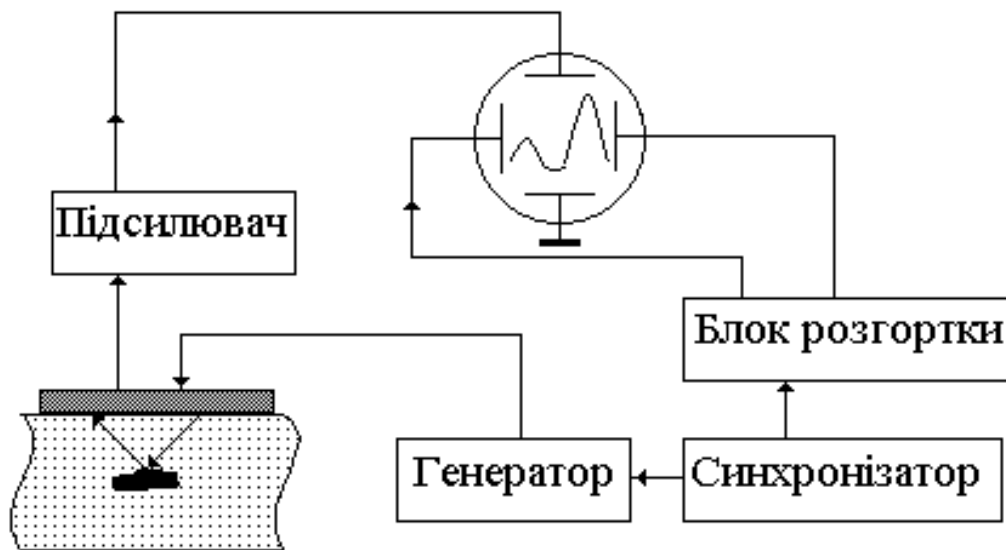 Підсилювач
Блок розгортки
Генератор
Синхронізатор